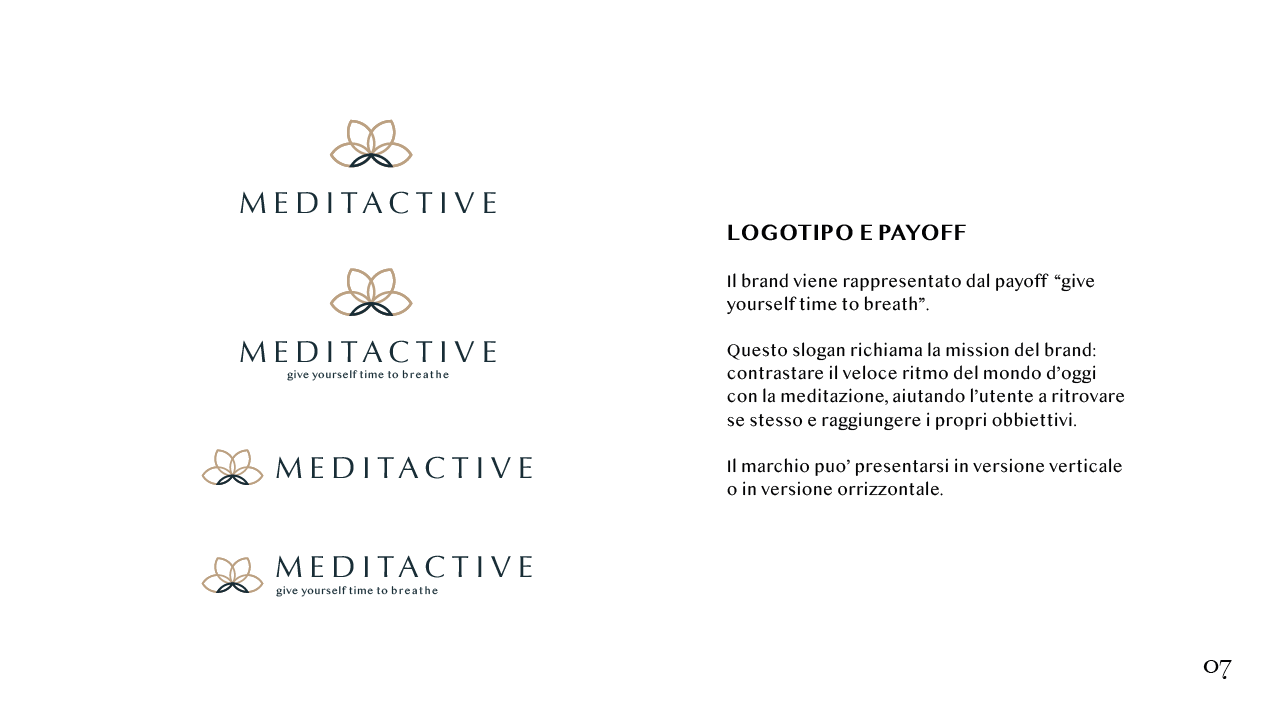 MEDITACTIVE
MEDITACTIVE
give yourself time to breathe
MEDITACTIVE
MEDITACTIVE
give yourself time to breathe
LOGOTIPO E PAYOFF
Il brand viene rappresentato dal payoff “give
yourself time to breath”.
Questo slogan richiama la mission del brand:
contrastare il veloce ritmo del mondo d’oggi
con la meditazione, aiutando l’utente a ritrovare
se stesso e raggiungere i propri obbiettivi.
Il marchio puo’ presentarsi in versione verticale
o in versione orrizzontale.
07